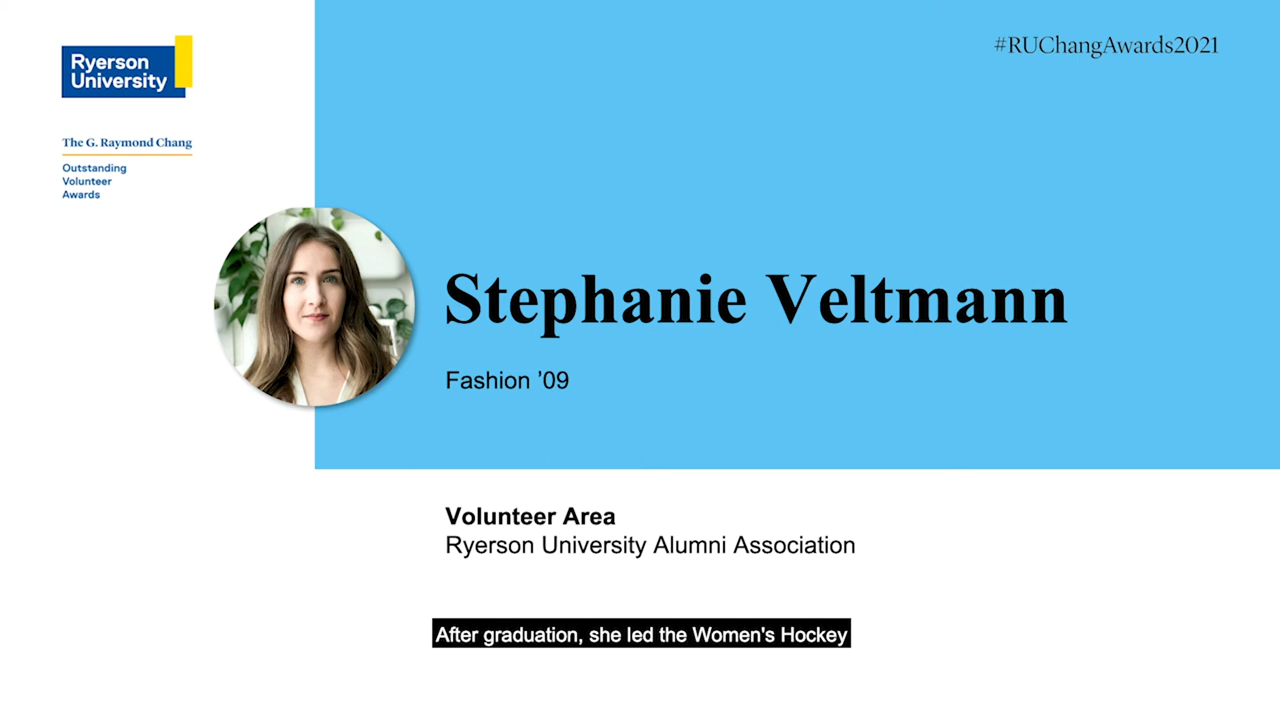 Ryerson
University
#RUChangAwards2021
The G. Raymond Chang
Outstanding
Volunteer
Awards
Stephanie Veltmann
Fashion ’09
Volunteer Area
Ryerson University Alumni Association
After graduation, she led the Women's Hockey